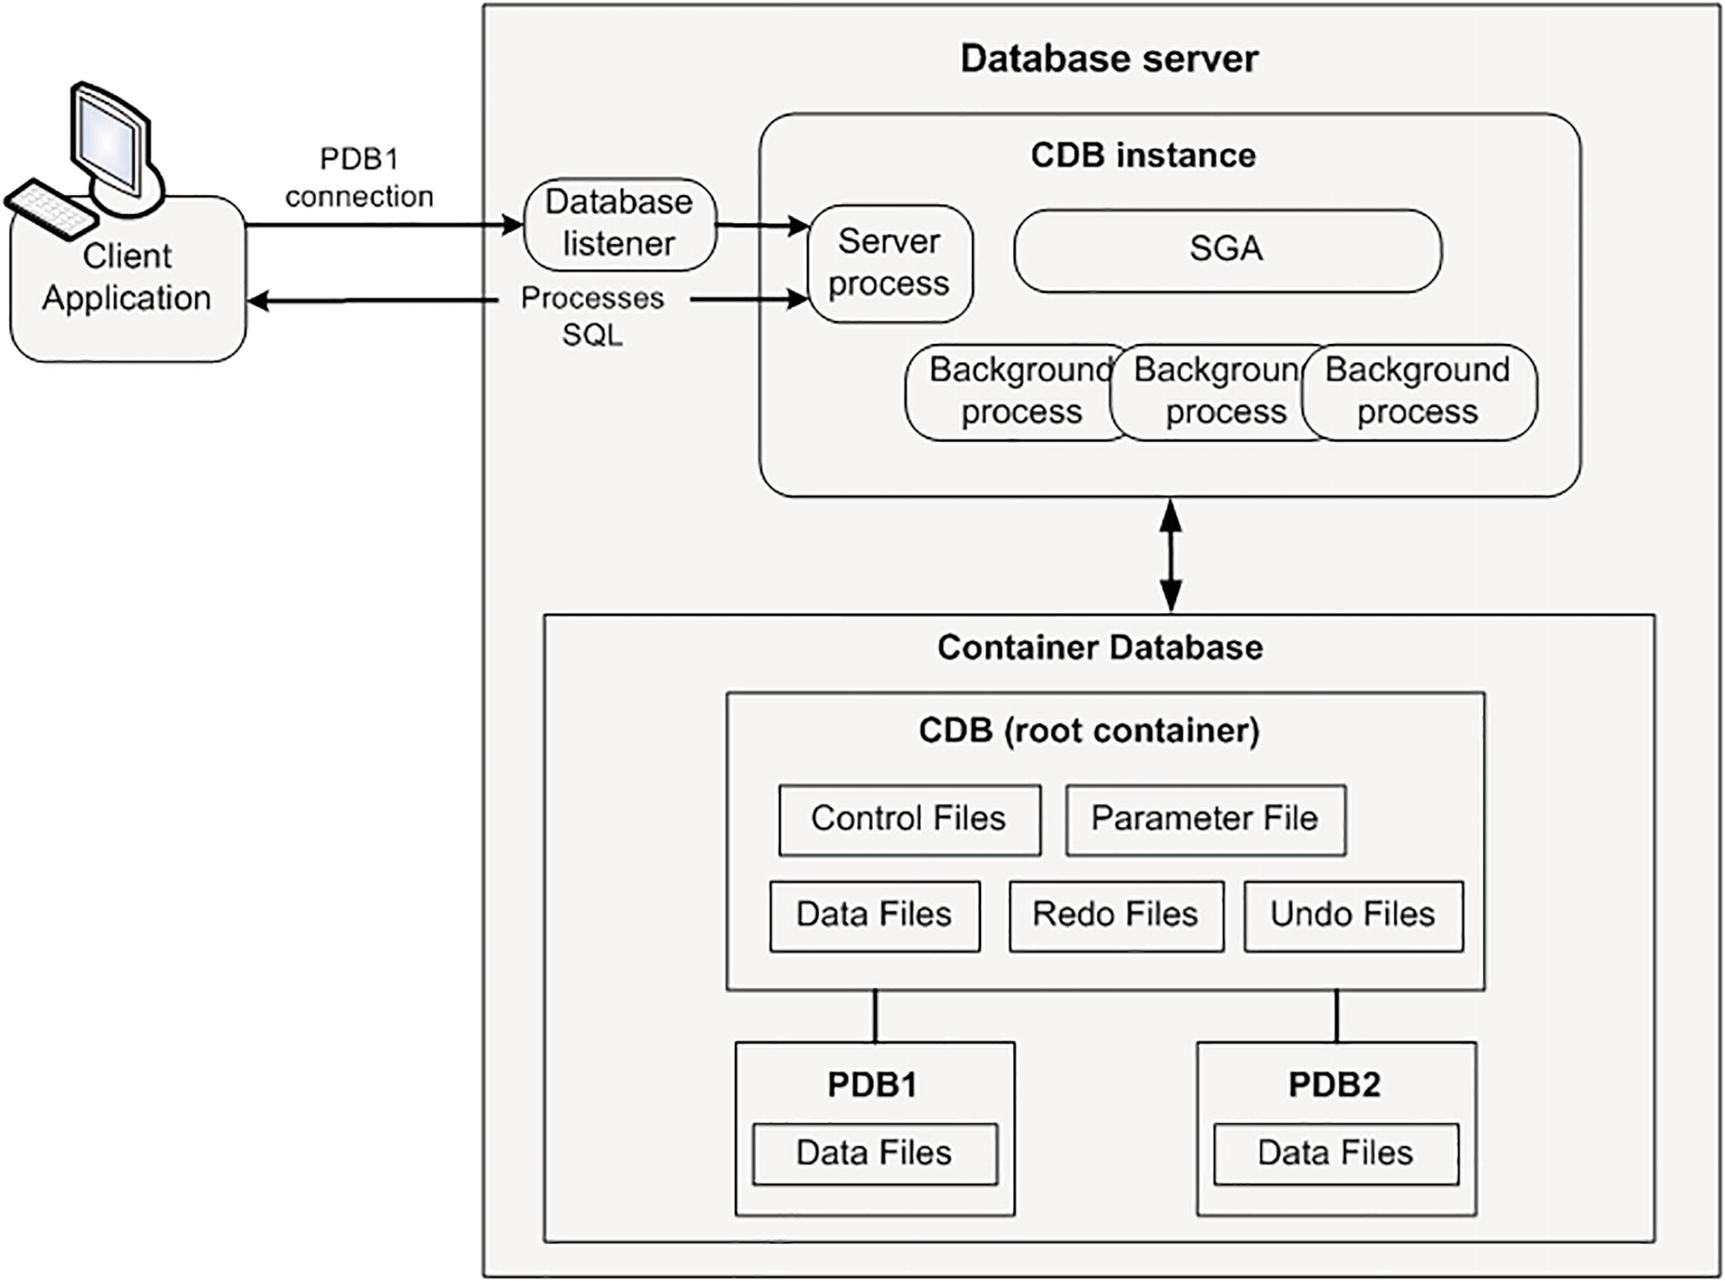 Database server
CDB instance
PDB1
connection
Database
listener
Server
process
SGA
Client
Application
Processes
SQL
Background
process
Backgroun
process
Background
process
Container Database
CDB (root container)
Control Files
Parameter File
Data Files
Redo Files
Undo Files
PDB1
Data Files
PDB2
Data Files